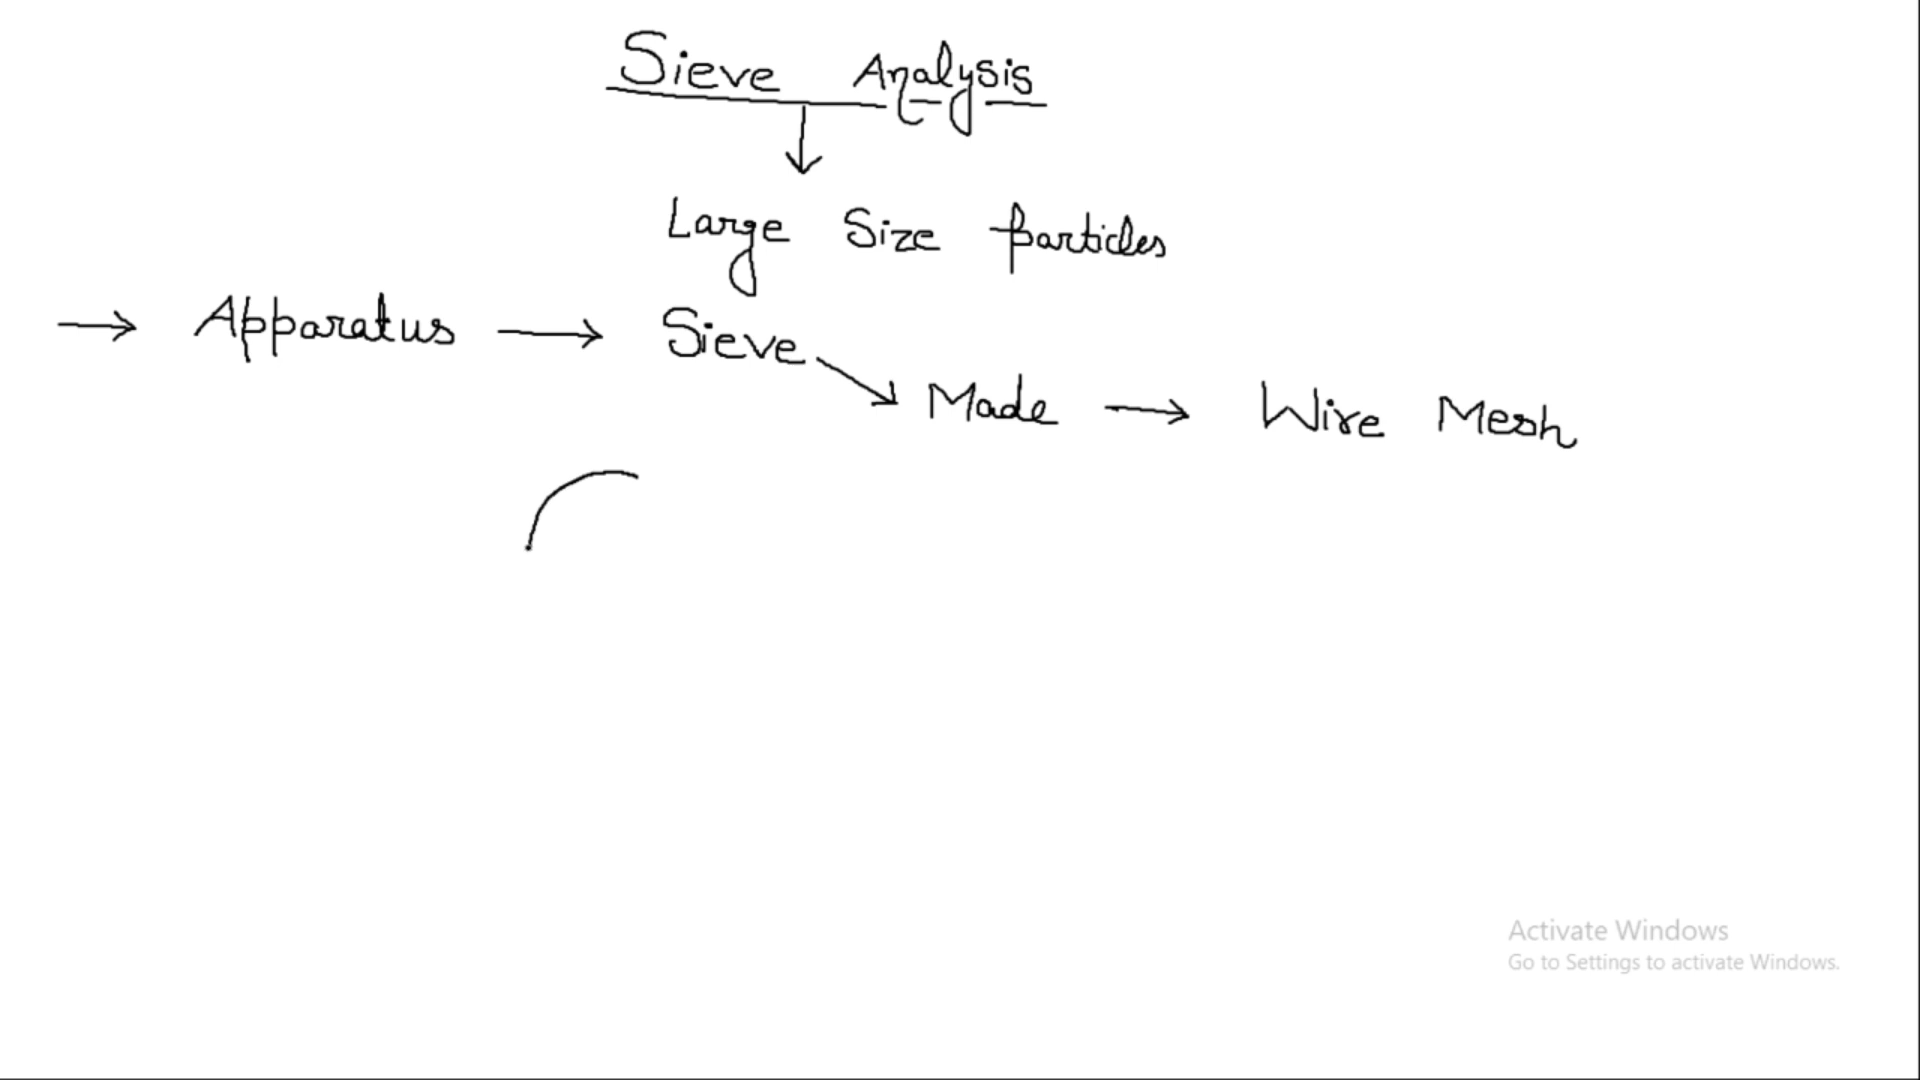 Sieve Analysis
↓
Large Size particles
→ Apparatus → Sieve
↘ Made → Wire Mesh
Activate Windows
Go to Settings to activate Windows.